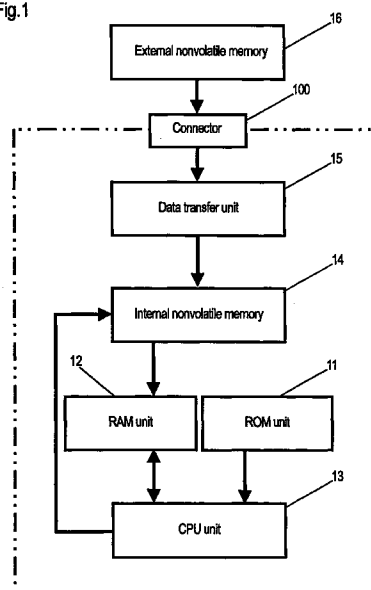 Fig.1
16
External nonvolatile memory
100
Connector
15
Data transfer unit
14
Internal nonvolatile memory
12
11
RAM unit
ROM unit
13
CPU unit